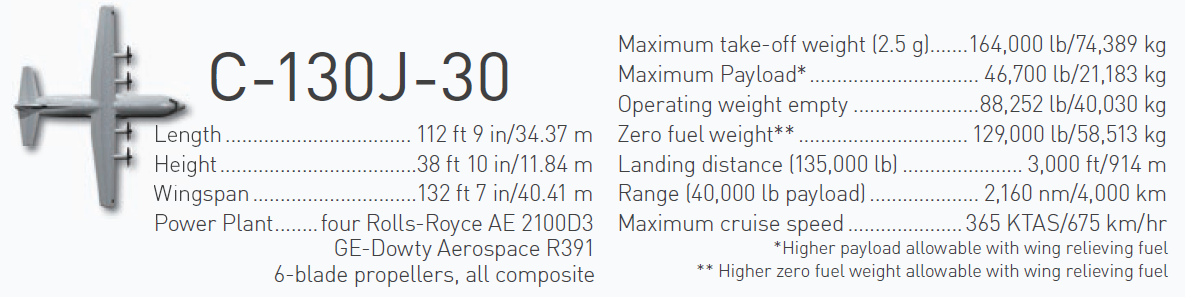 C-130J-30
Length ............................... 112 ft 9 in/34.37 m
Height .................................38 ft 10 in/11.84 m
Wingspan ...........................132 ft 7 in/40.41 m
Power Plant........four Rolls-Royce AE 2100D3
GE-Dowty Aerospace R391
6-blade propellers, all composite
Maximum take-off weight (2.5 g).......164,000 lb/74,389 kg
Maximum Payload* ............................ 46,700 lb/21,183 kg
Operating weight empty .....................88,252 lb/40,030 kg
Zero fuel weight** ............................ 129,000 lb/58,513 kg
Landing distance (135,000 lb) .................... 3,000 ft/914 m
Range (40,000 lb payload) .................. 2,160 nm/4,000 km
Maximum cruise speed ................... 365 KTAS/675 km/hr
*Higher payload allowable with wing relieving fuel
** Higher zero fuel weight allowable with wing relieving fuel